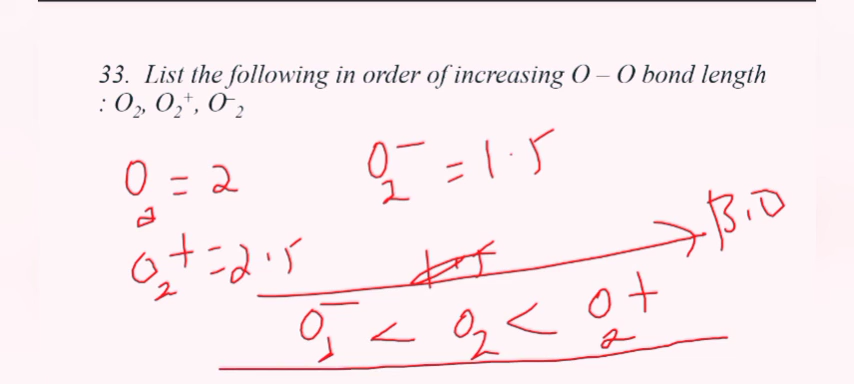 33. List the following in order of increasing O – O bond length
: O₂, O₂⁺, O⁻₂
O₂ = 2
O₂⁻ = 1.5
O₂⁺ = 2.5
B.O
O₂⁻ < O₂ < O₂⁺